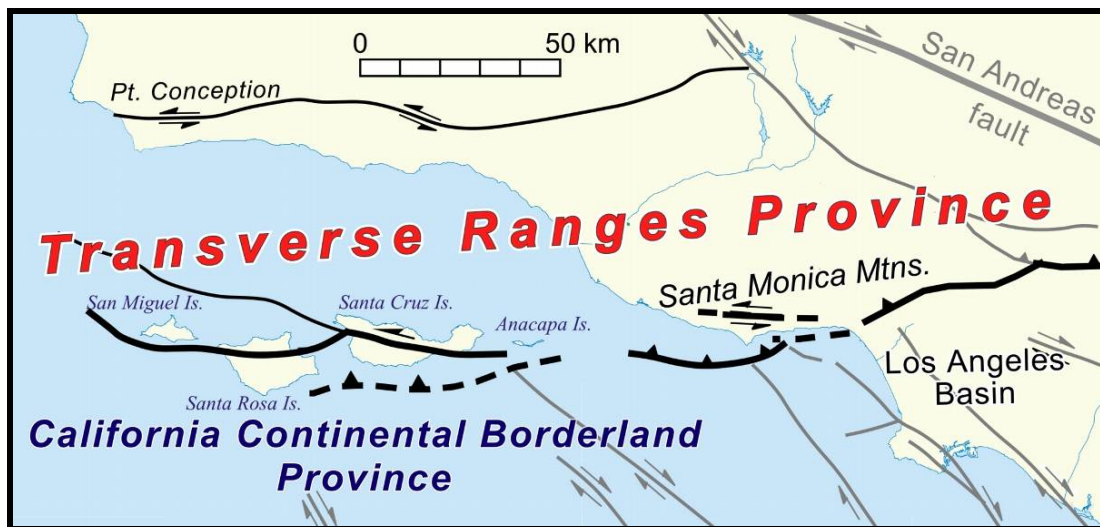 0 50 km
San Andreas
fault
Pt. Conception
Transverse Ranges Province
Santa Monica Mtns.
San Miguel Is.
Santa Cruz Is.
Anacapa Is.
Los Angeles
Basin
Santa Rosa Is.
California Continental Borderland
Province